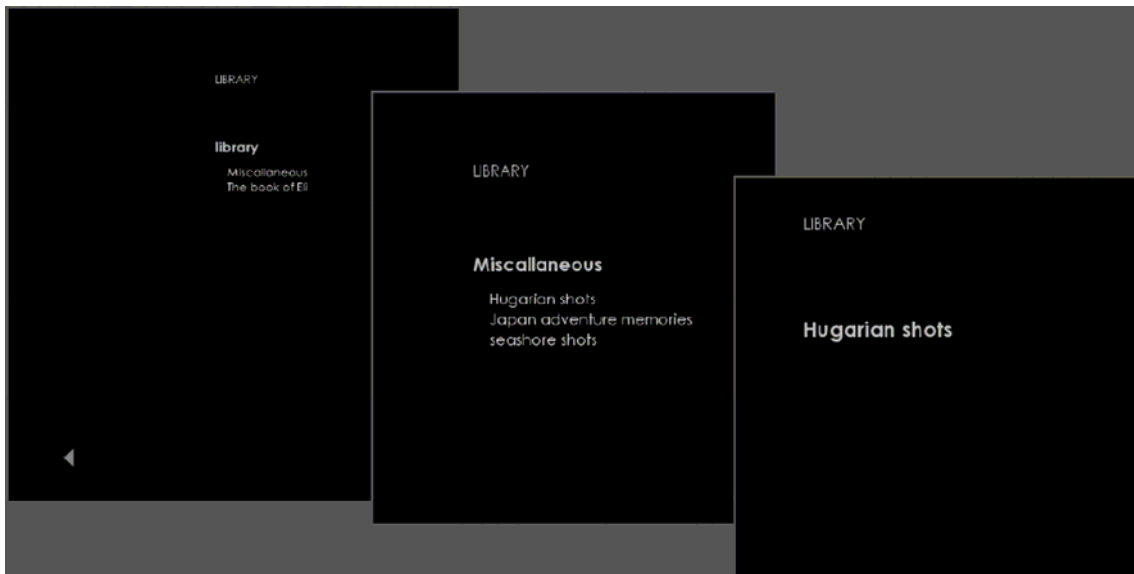 LIBRARY
library
Miscallaneous
The book of Eli
LIBRARY
Miscallaneous
Hugarian shots
Japan adventure memories
seashore shots
LIBRARY
Hugarian shots